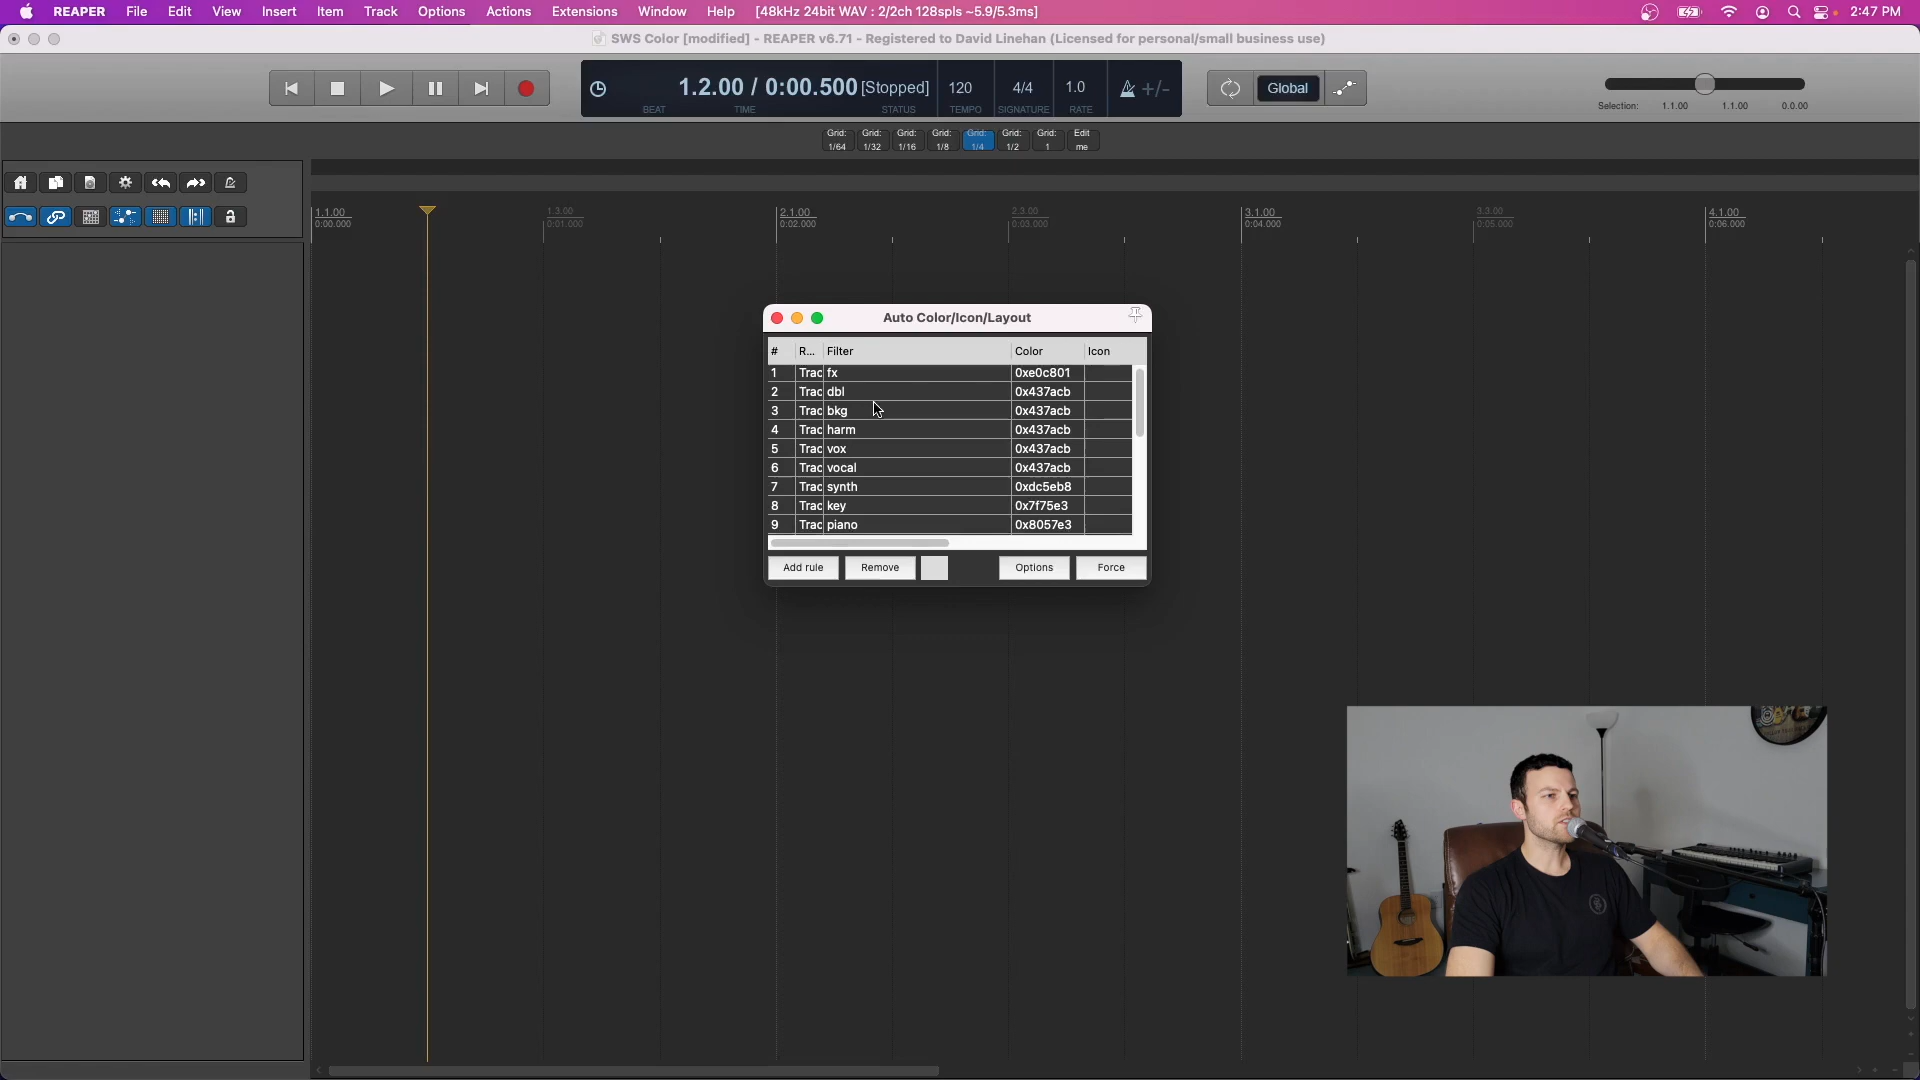 REAPER File Edit View Insert Item Track Options Actions Extensions Window Help [48kHz 24bit WAV : 2/2ch 128spls ~5.9/5.3ms] 2:47 PM
SWS Color [modified] - REAPER v6.71 - Registered to David Linehan (Licensed for personal/small business use)
1.2.00 / 0:00.500 [Stopped] 120 4/4 1.0 +/- Global
BEAT TIME STATUS TEMPO SIGNATURE RATE
Selection: 1.1.00 1.1.00 0.0.00
Grid: Grid: Grid: Grid: Grid: Grid: Grid: Edit
1/64 1/32 1/16 1/8 1/4 1/2 1 me
1.1.00 1.3.00 2.1.00 2.3.00 3.1.00 3.3.00 4.1.00
0:00.000 0:01.000 0:02.000 0:03.000 0:04.000 0:05.000 0:06.000
Auto Color/Icon/Layout
# R... Filter Color Icon
1 Trac fx 0xe0c801
2 Trac dbl 0x437acb
3 Trac bkg 0x437acb
4 Trac harm 0x437acb
5 Trac vox 0x437acb
6 Trac vocal 0x437acb
7 Trac synth 0xdc5eb8
8 Trac key 0x7f75e3
9 Trac piano 0x8057e3
Add rule Remove Options Force